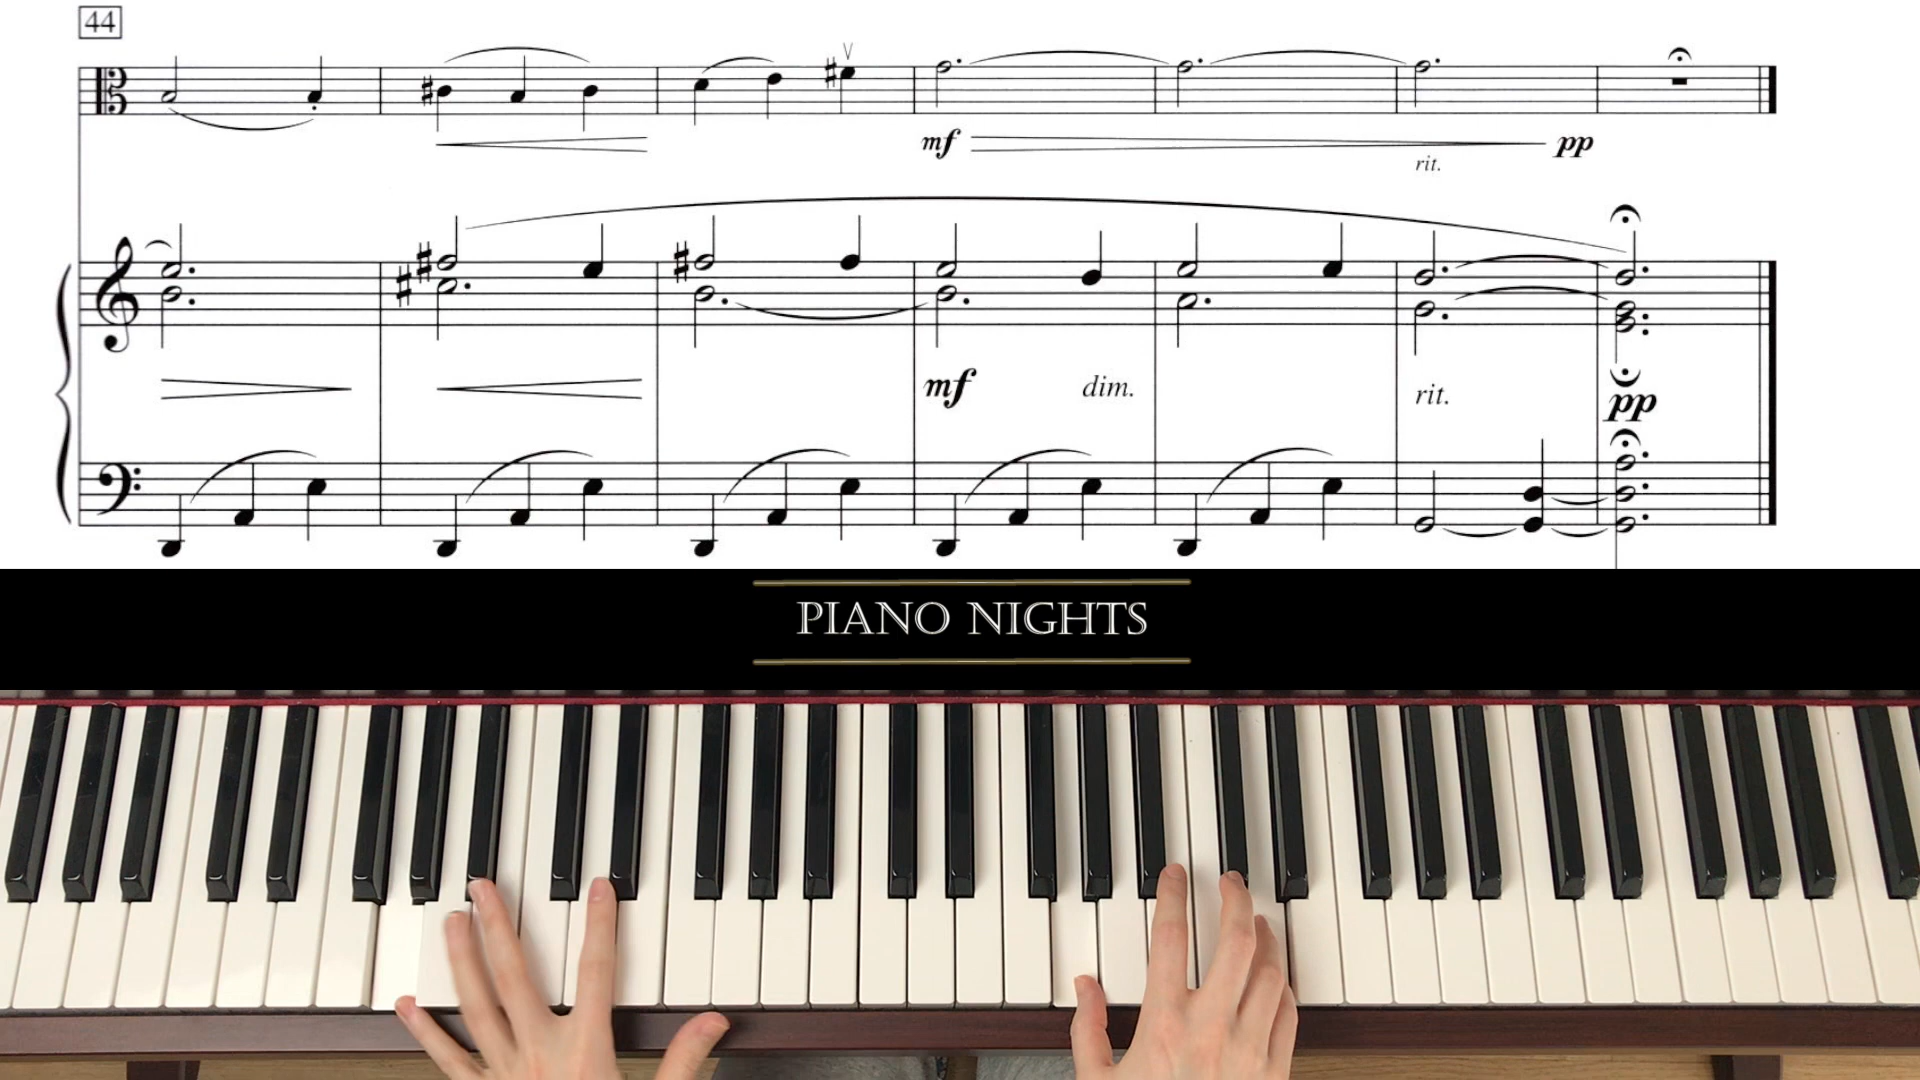 44
mf
pp
rit.
mf
dim.
rit.
pp
PIANO NIGHTS